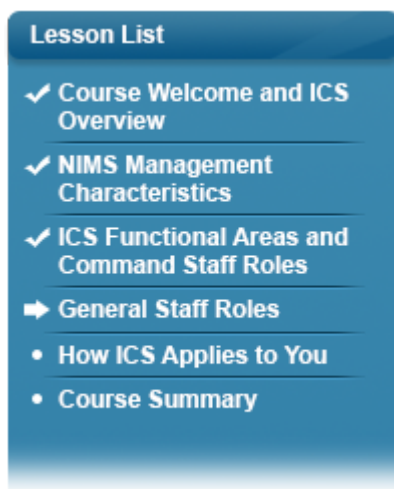 Lesson List
Course Welcome and ICS
Overview
NIMS Management
Characteristics
ICS Functional Areas and
Command Staff Roles
General Staff Roles
How ICS Applies to You
Course Summary